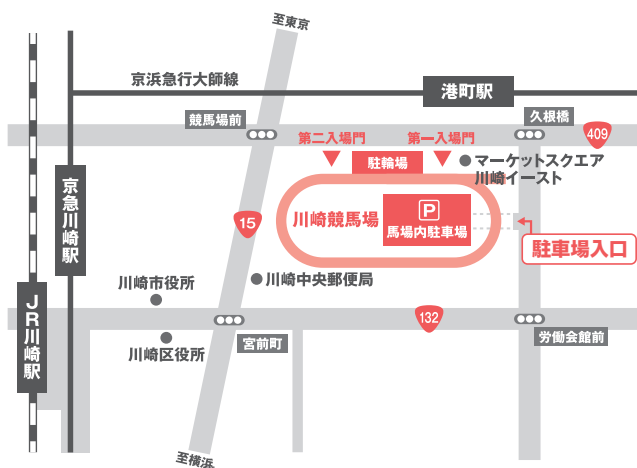 至東京
京浜急行大師線
港町駅
競馬場前
久根橋
409
第二入場門
第一入場門
駐輪場
マーケットスクエア
川崎イースト
京急川崎駅
15
川崎競馬場
P
馬場内駐車場
駐車場入口
川崎市役所
川崎中央郵便局
JR川崎駅
132
宮前町
労働会館前
川崎区役所
至横浜